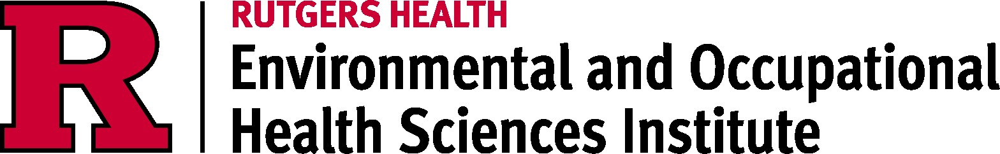 R
RUTGERS HEALTH
Environmental and Occupational
Health Sciences Institute